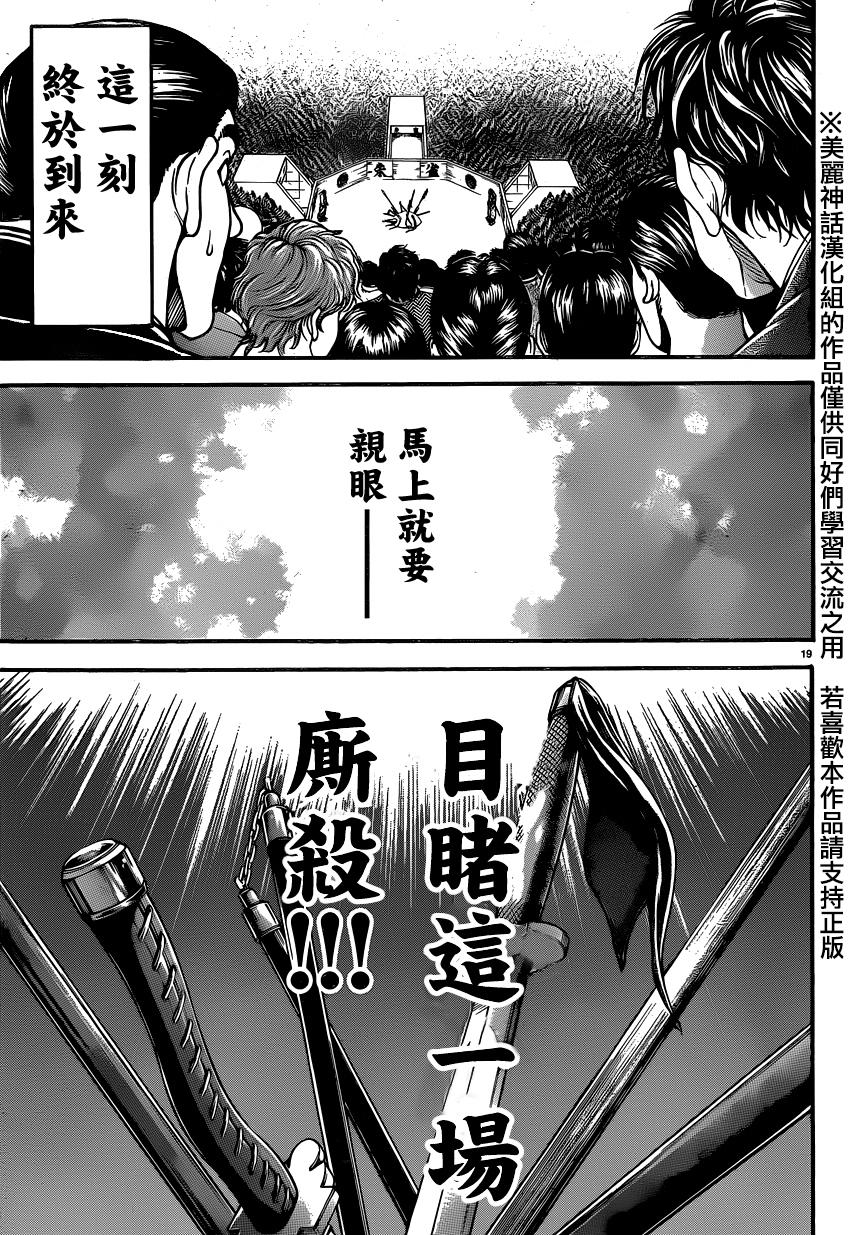 這一刻
終於到來
朱雀
馬上就要
親眼——
19
目睹這一場
廝殺!!!
※美麗神話漢化組的作品僅供同好們學習交流之用 若喜歡本作品請支持正版